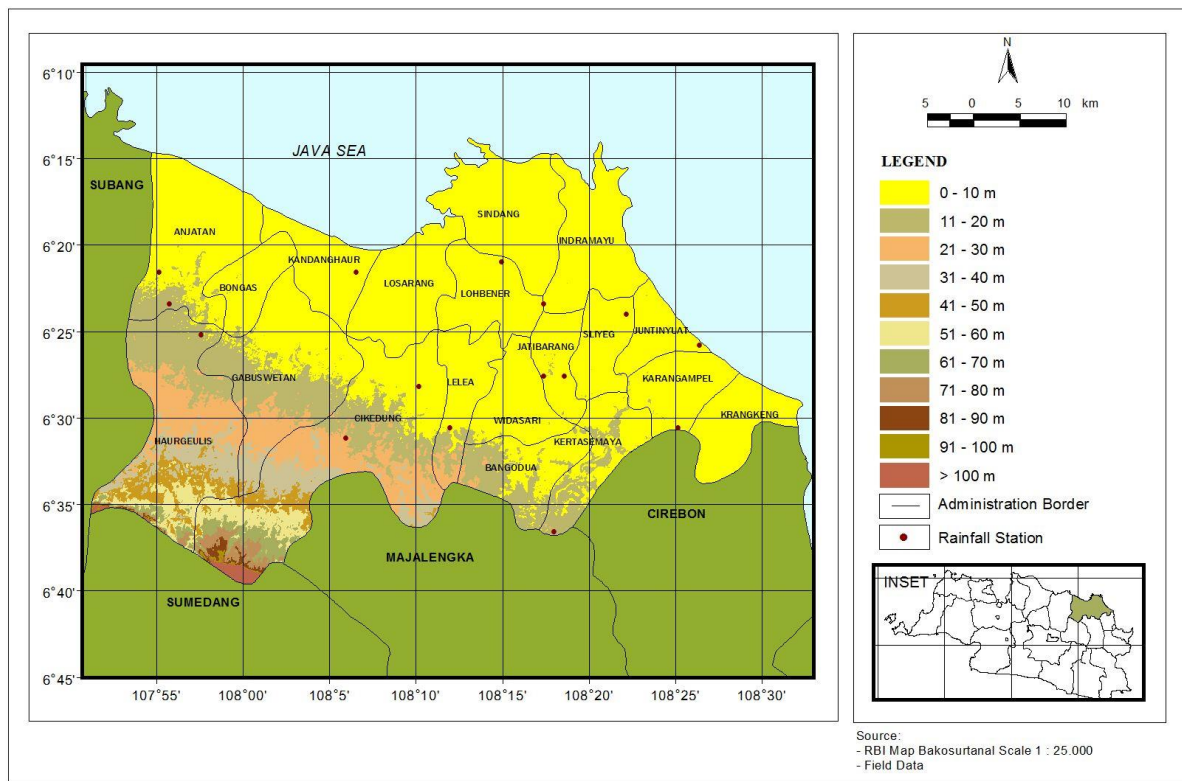 6°10'
6°15'
6°20'
6°25'
6°30'
6°35'
6°40'
6°45'
107°55'
108°00'
108°5'
108°10'
108°15'
108°20'
108°25'
108°30'
JAVA SEA
SUBANG
SINDANG
ANJATAN
INDRAMAYU
KANDANGHAUR
BONGAS
LOSARANG
LOHBENER
SLIYEG
JUNTINYLAT
JATIBARANG
GABUSWETAN
LELEA
KARANGAMPEL
CIKEDUNG
WIDASARI
KRANGKENG
HAURGEULIS
KERTASEMAYA
BANGODUA
CIREBON
MAJALENGKA
SUMEDANG
N
5 0 5 10 km
LEGEND
0 - 10 m
11 - 20 m
21 - 30 m
31 - 40 m
41 - 50 m
51 - 60 m
61 - 70 m
71 - 80 m
81 - 90 m
91 - 100 m
> 100 m
Administration Border
Rainfall Station
INSET
Source:
- RBI Map Bakosurtanal Scale 1 : 25.000
- Field Data